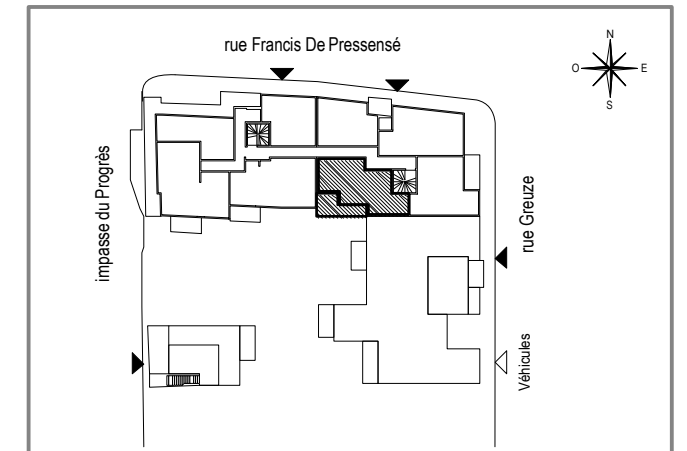 rue Francis De Pressensé
N
O
E
S
impasse du Progrès
rue Greuze
Véhicules